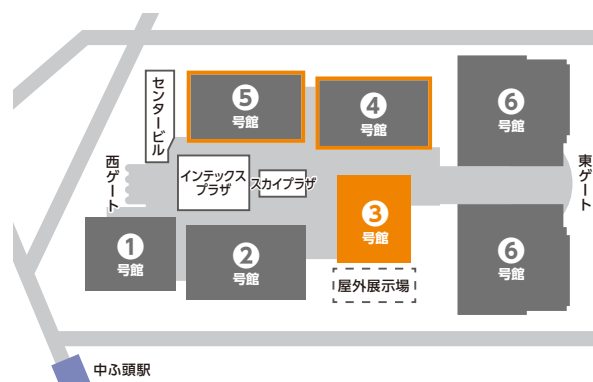 センタービル
5
号館
4
号館
6
号館
西ゲート
インテックス
プラザ
スカイプラザ
東ゲート
3
号館
1
号館
2
号館
6
号館
屋外展示場
中ふ頭駅